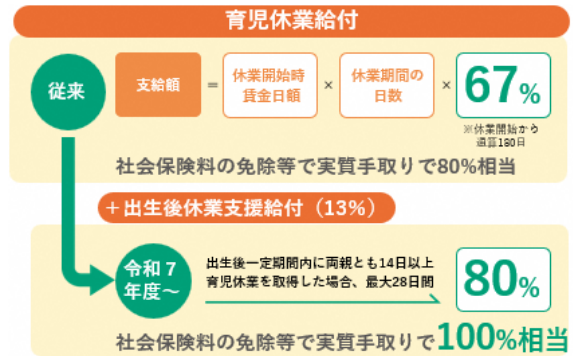 育児休業給付
従来
支給額 = 休業開始時賃金日額 × 休業期間の日数 × 67%
※休業開始から
通算180日
社会保険料の免除等で実質手取りで80%相当
+出生後休業支援給付（13%）
令和7
年度～
出生後一定期間内に両親とも14日以上
育児休業を取得した場合、最大28日間
80%
社会保険料の免除等で実質手取りで100%相当